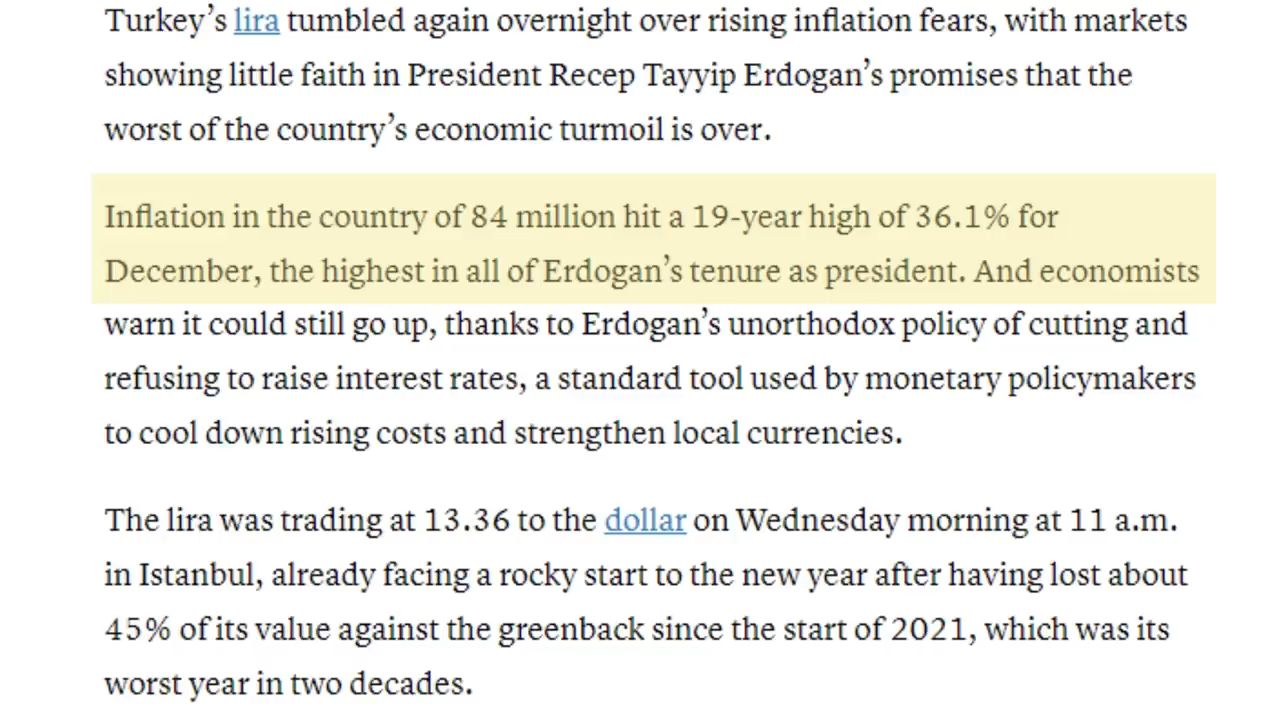 Turkey’s lira tumbled again overnight over rising inflation fears, with markets
showing little faith in President Recep Tayyip Erdogan’s promises that the
worst of the country’s economic turmoil is over.
Inflation in the country of 84 million hit a 19-year high of 36.1% for
December, the highest in all of Erdogan’s tenure as president. And economists
warn it could still go up, thanks to Erdogan’s unorthodox policy of cutting and
refusing to raise interest rates, a standard tool used by monetary policymakers
to cool down rising costs and strengthen local currencies.
The lira was trading at 13.36 to the dollar on Wednesday morning at 11 a.m.
in Istanbul, already facing a rocky start to the new year after having lost about
45% of its value against the greenback since the start of 2021, which was its
worst year in two decades.